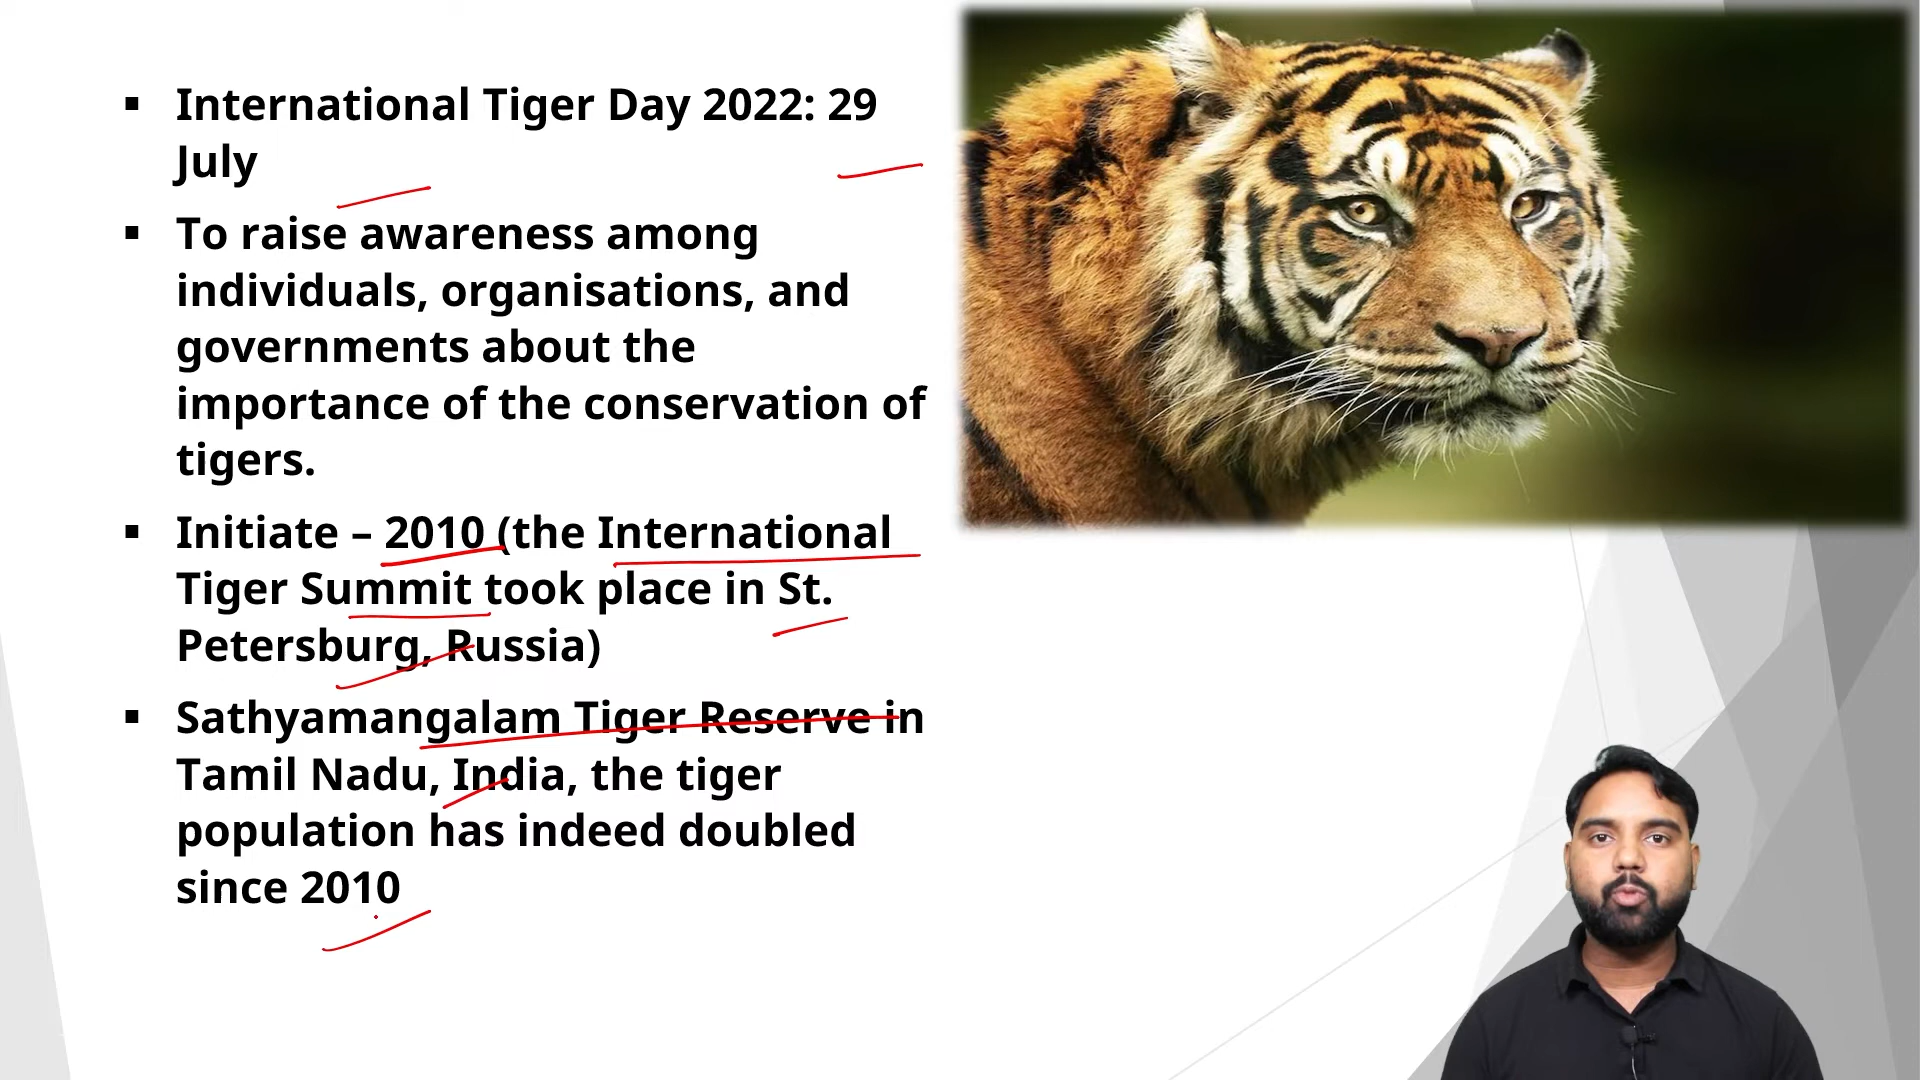 ▪ International Tiger Day 2022: 29
July
▪ To raise awareness among
individuals, organisations, and
governments about the
importance of the conservation of
tigers.
▪ Initiate – 2010 (the International
Tiger Summit took place in St.
Petersburg, Russia)
▪ Sathyamangalam Tiger Reserve in
Tamil Nadu, India, the tiger
population has indeed doubled
since 2010